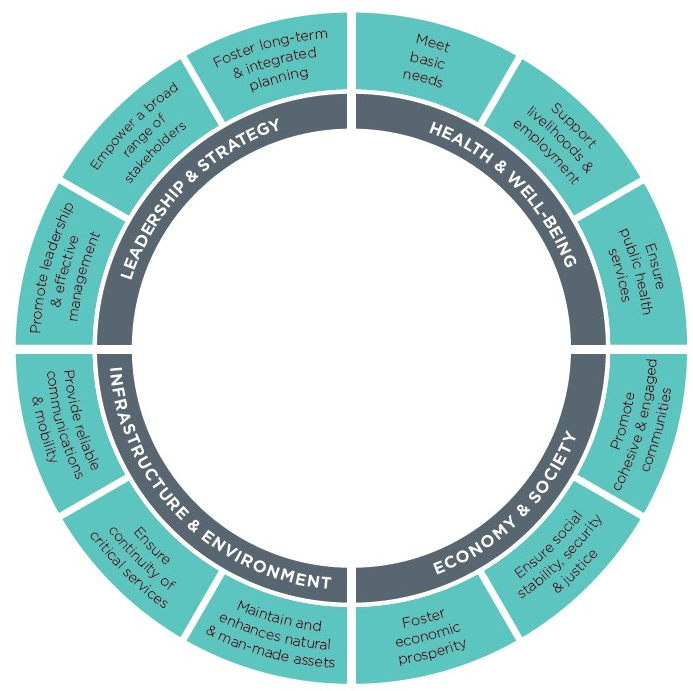 Meet
basic
needs
Support
livelihoods &
employment
Ensure
public health
services
HEALTH & WELL-BEING
Promote
cohesive & engaged
communities
Ensure social
stability, security
& justice
Foster
economic
prosperity
ECONOMY & SOCIETY
Maintain and
enhances natural
& man-made assets
Ensure
continuity of
critical services
Provide reliable
communications
& mobility
INFRASTRUCTURE & ENVIRONMENT
Promote leadership
& effective
management
Empower a broad
range of
stakeholders
Foster long-term
& integrated
planning
LEADERSHIP & STRATEGY